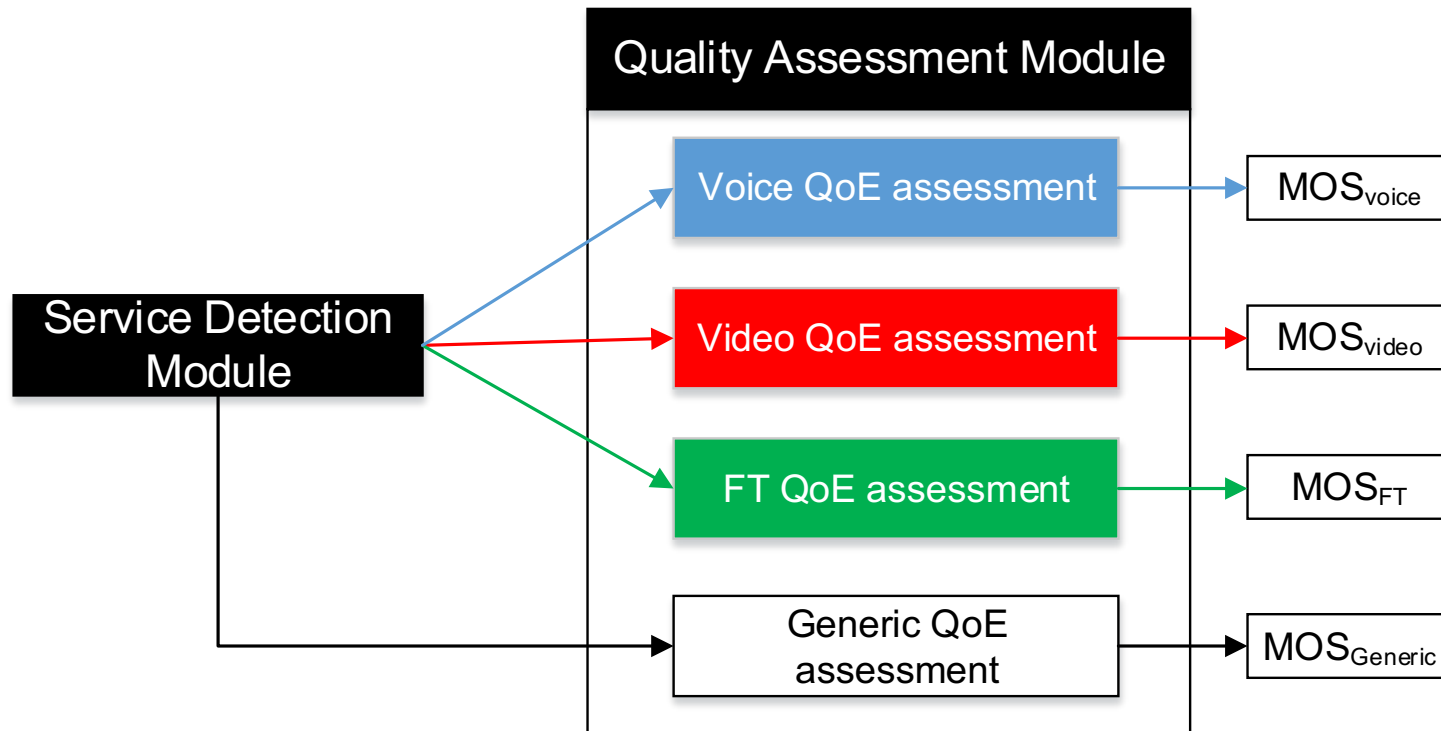 Quality Assessment Module
Voice QoE assessment
MOSvoice
Service Detection
Module
Video QoE assessment
MOSvideo
FT QoE assessment
MOSFT
Generic QoE
assessment
MOSGeneric